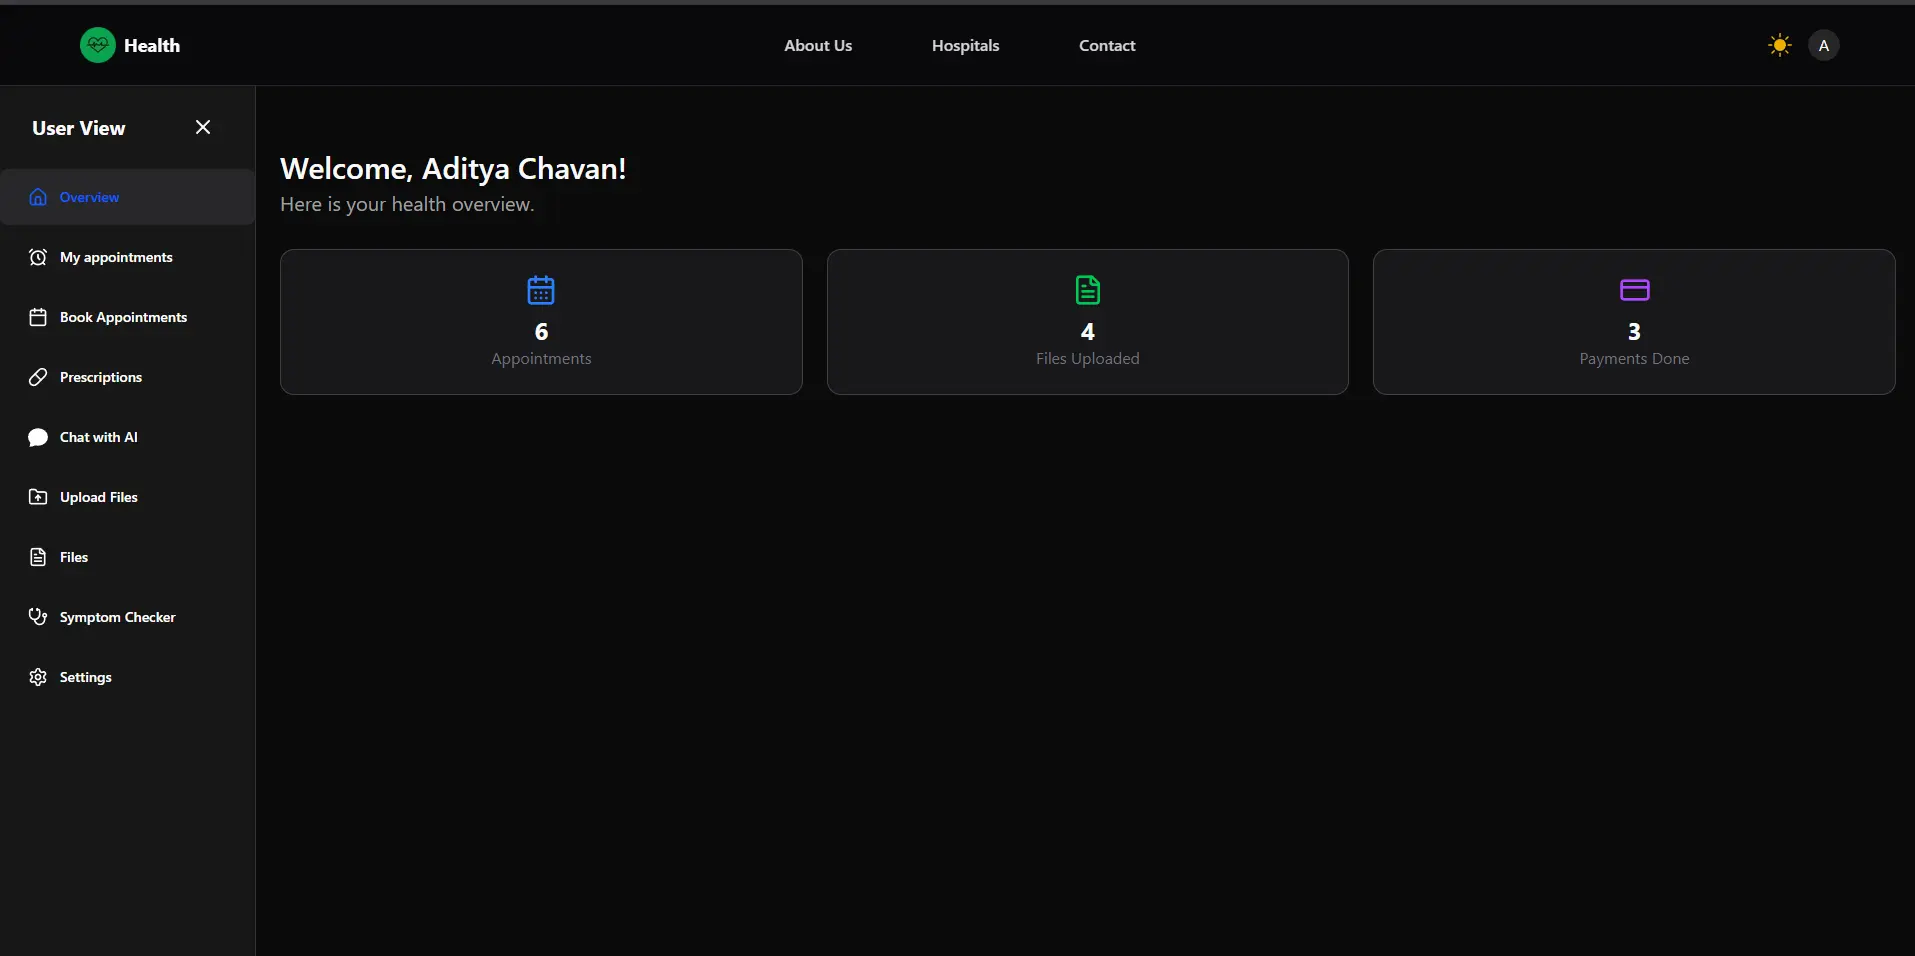 Health
About Us
Hospitals
Contact
A
User View
Overview
My appointments
Book Appointments
Prescriptions
Chat with AI
Upload Files
Files
Symptom Checker
Settings
Welcome, Aditya Chavan!
Here is your health overview.
6
Appointments
4
Files Uploaded
3
Payments Done